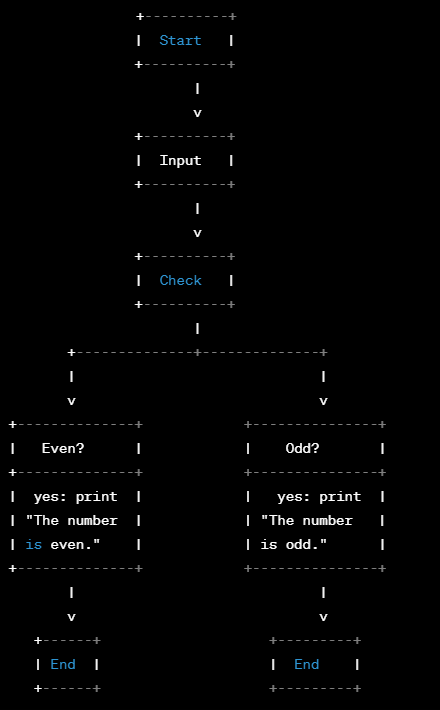 Start
Input
Check
Even?
Odd?
yes: print
"The number
is even."
yes: print
"The number
is odd."
End
End